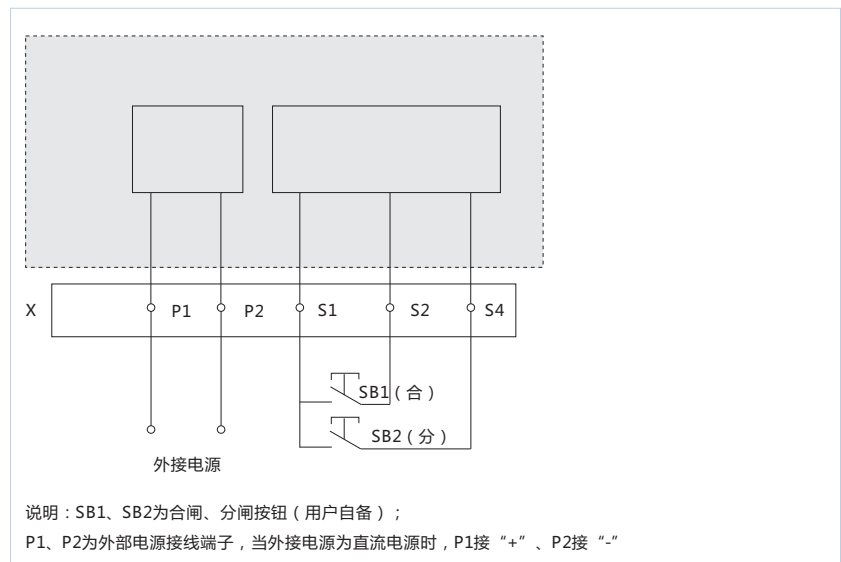 X P1 P2 S1 S2 S4
SB1（合）
SB2（分）
外接电源
说明：SB1、SB2为合闸、分闸按钮（用户自备）；
P1、P2为外部电源接线端子，当外接电源为直流电源时，P1接“+”、P2接“-”